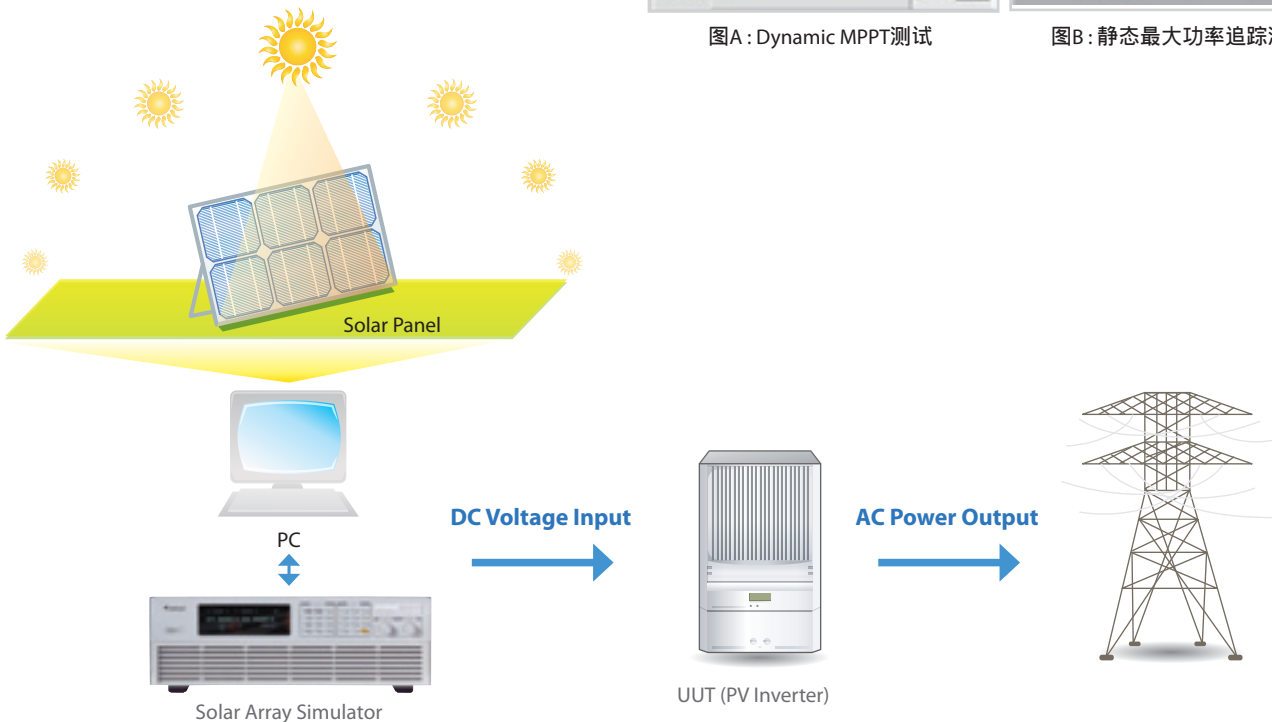 图A : Dynamic MPPT测试
图B : 静态最大功率追踪
Solar Panel
PC
DC Voltage Input
AC Power Output
Solar Array Simulator
UUT (PV Inverter)